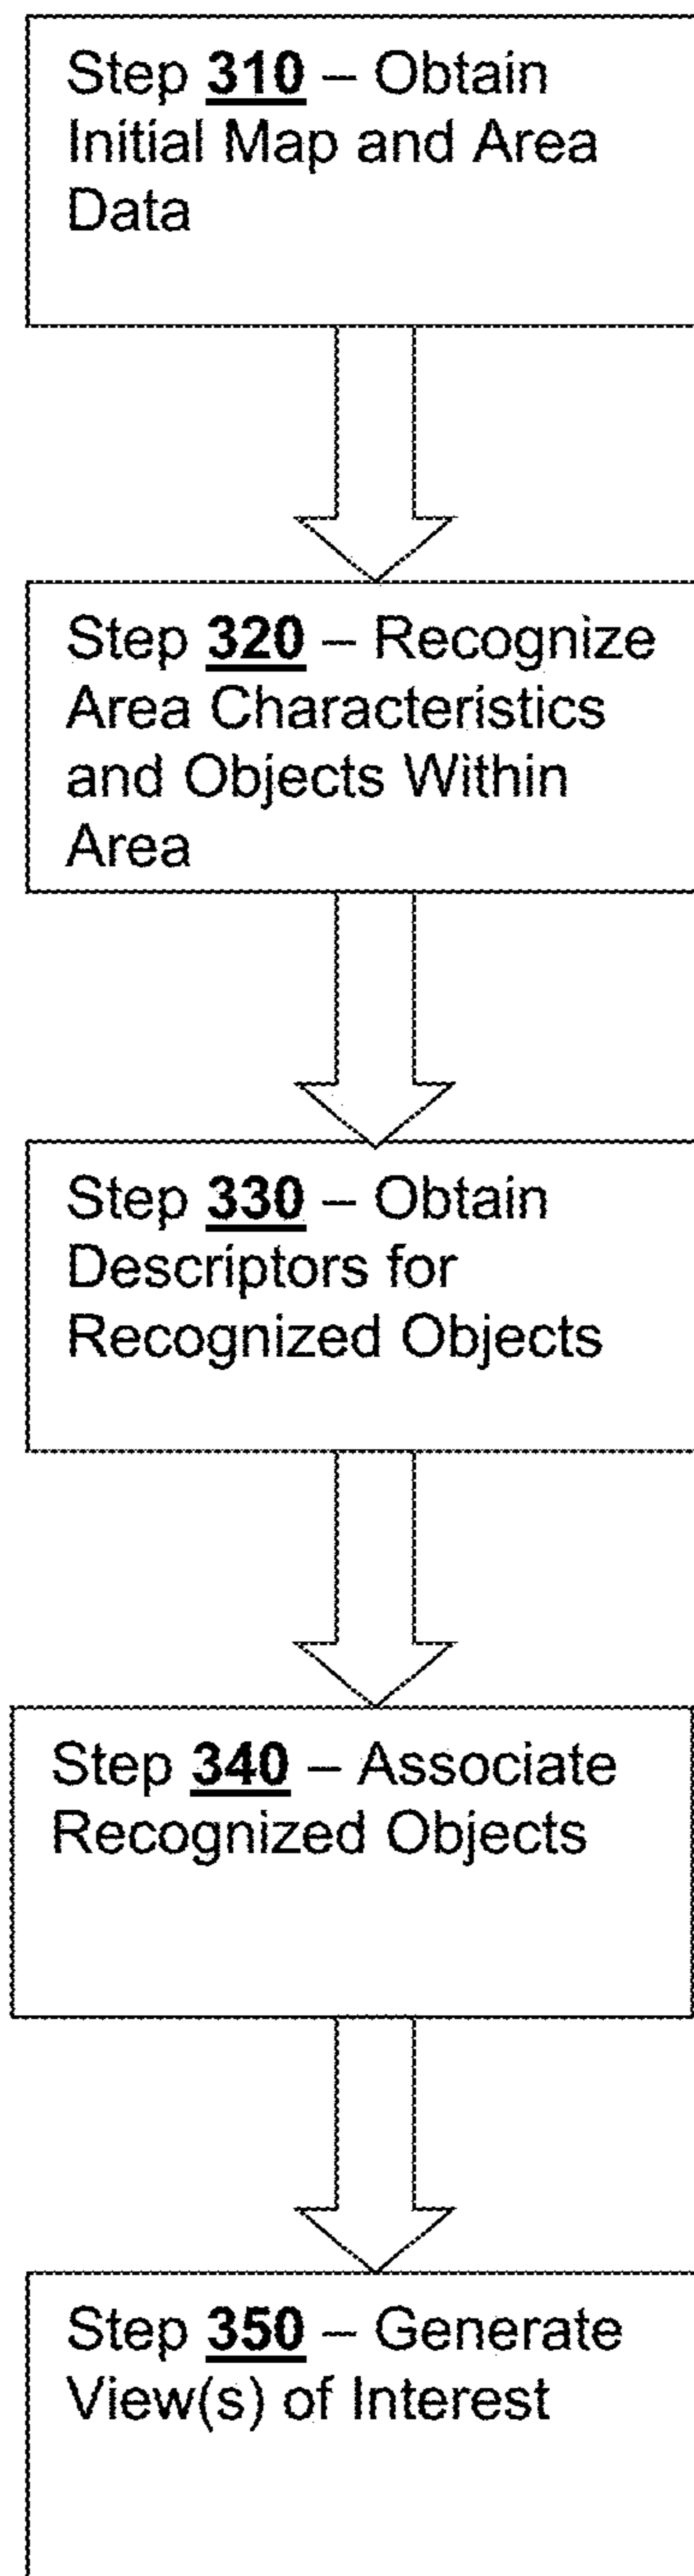 Step 310 – Obtain
Initial Map and Area
Data
Step 320 – Recognize
Area Characteristics
and Objects Within
Area
Step 330 – Obtain
Descriptors for
Recognized Objects
Step 340 – Associate
Recognized Objects
Step 350 – Generate
View(s) of Interest